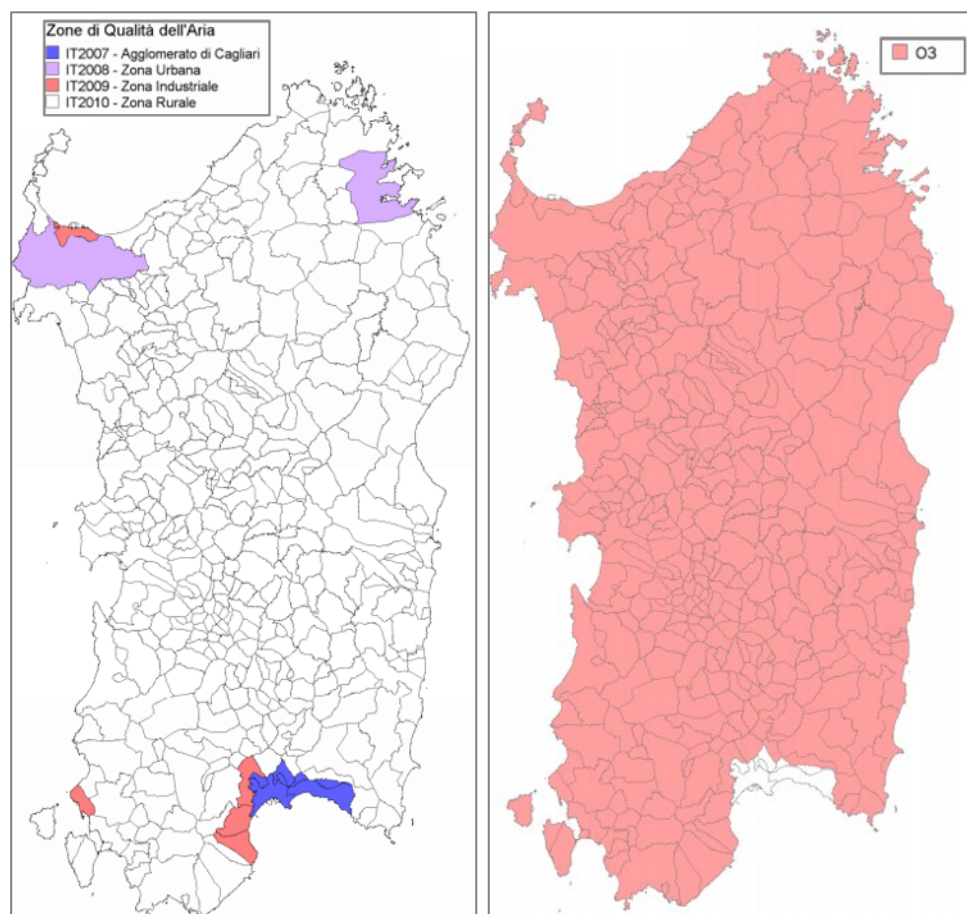 Zone di Qualità dell'Aria
IT2007 - Agglomerato di Cagliari
IT2008 - Zona Urbana
IT2009 - Zona Industriale
IT2010 - Zona Rurale
O3